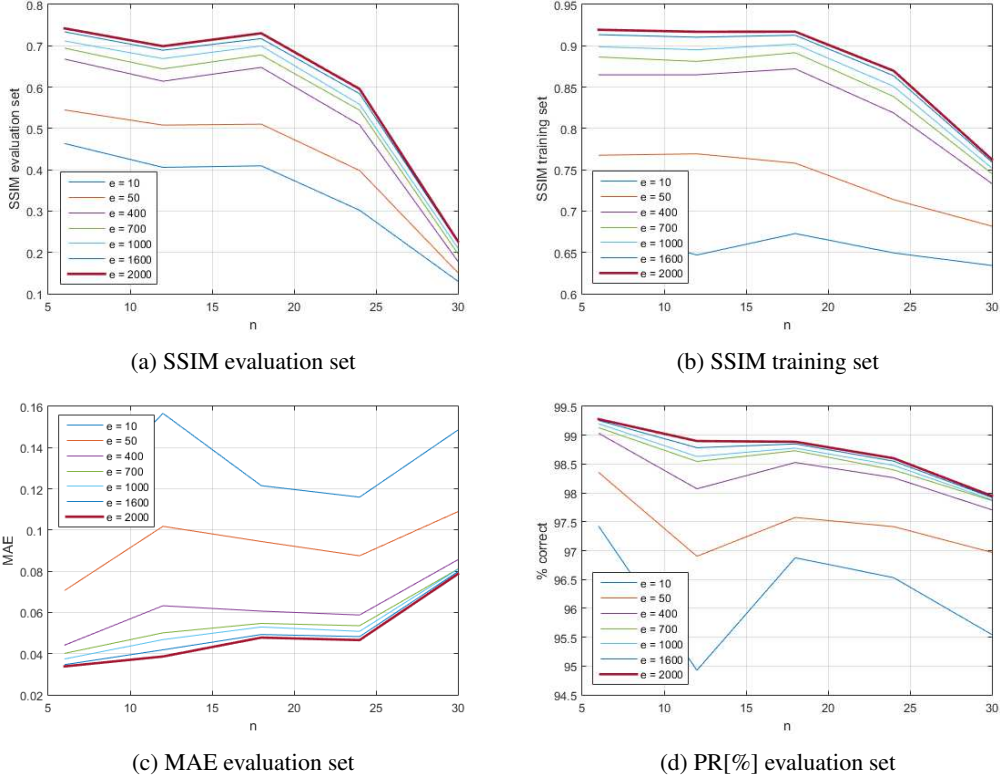 0.8
0.7
0.6
0.5
0.4
0.3
0.2
0.1
SSIM evaluation set
e = 10
e = 50
e = 400
e = 700
e = 1000
e = 1600
e = 2000
5 10 15 20 25 30
n
(a) SSIM evaluation set
0.95
0.9
0.85
0.8
0.75
0.7
0.65
0.6
SSIM training set
e = 10
e = 50
e = 400
e = 700
e = 1000
e = 1600
e = 2000
5 10 15 20 25 30
n
(b) SSIM training set
0.16
0.14
0.12
0.1
0.08
0.06
0.04
0.02
MAE
e = 10
e = 50
e = 400
e = 700
e = 1000
e = 1600
e = 2000
5 10 15 20 25 30
n
(c) MAE evaluation set
99.5
99
98.5
98
97.5
97
96.5
96
95.5
95
94.5
% correct
e = 10
e = 50
e = 400
e = 700
e = 1000
e = 1600
e = 2000
5 10 15 20 25 30
n
(d) PR[%] evaluation set